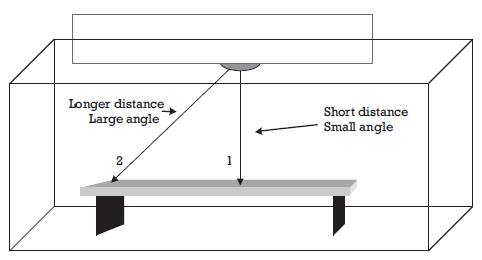 Longer distance
Large angle
Short distance
Small angle
2
1